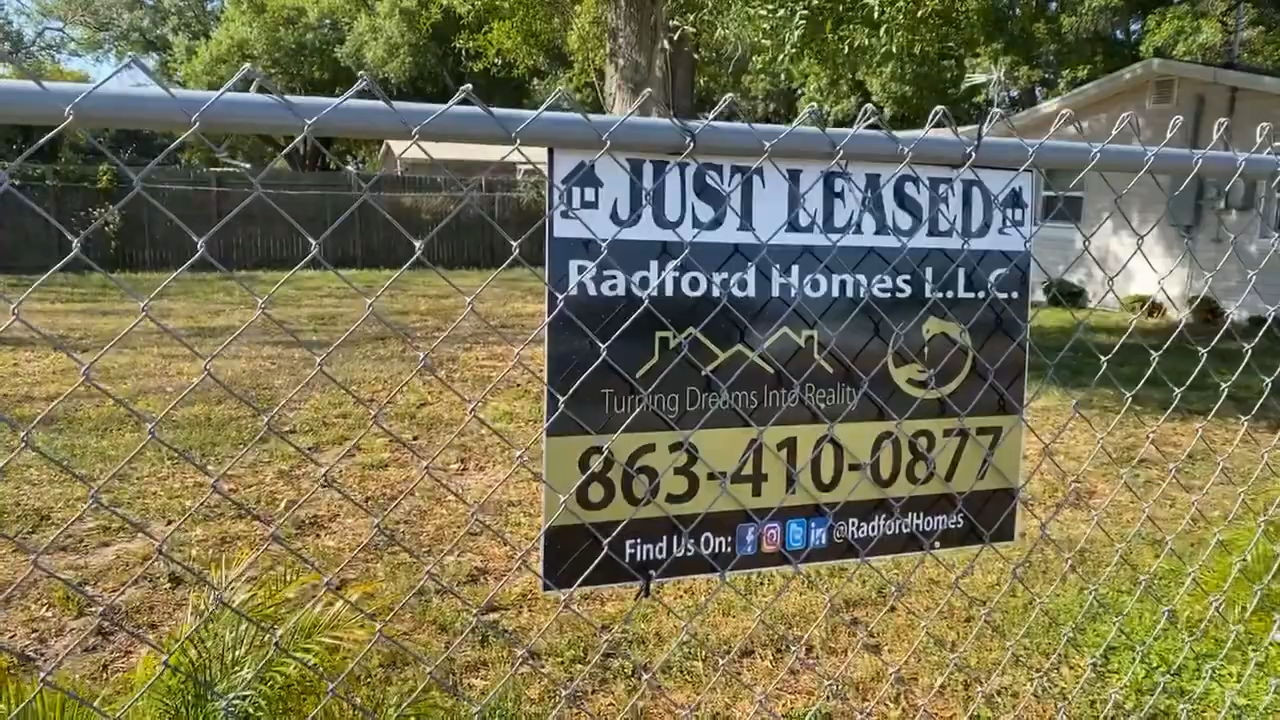 JUST LEASED
Radford Homes L.L.C.
Turning Dreams Into Reality
863-410-0877
Find Us On: @RadfordHomes